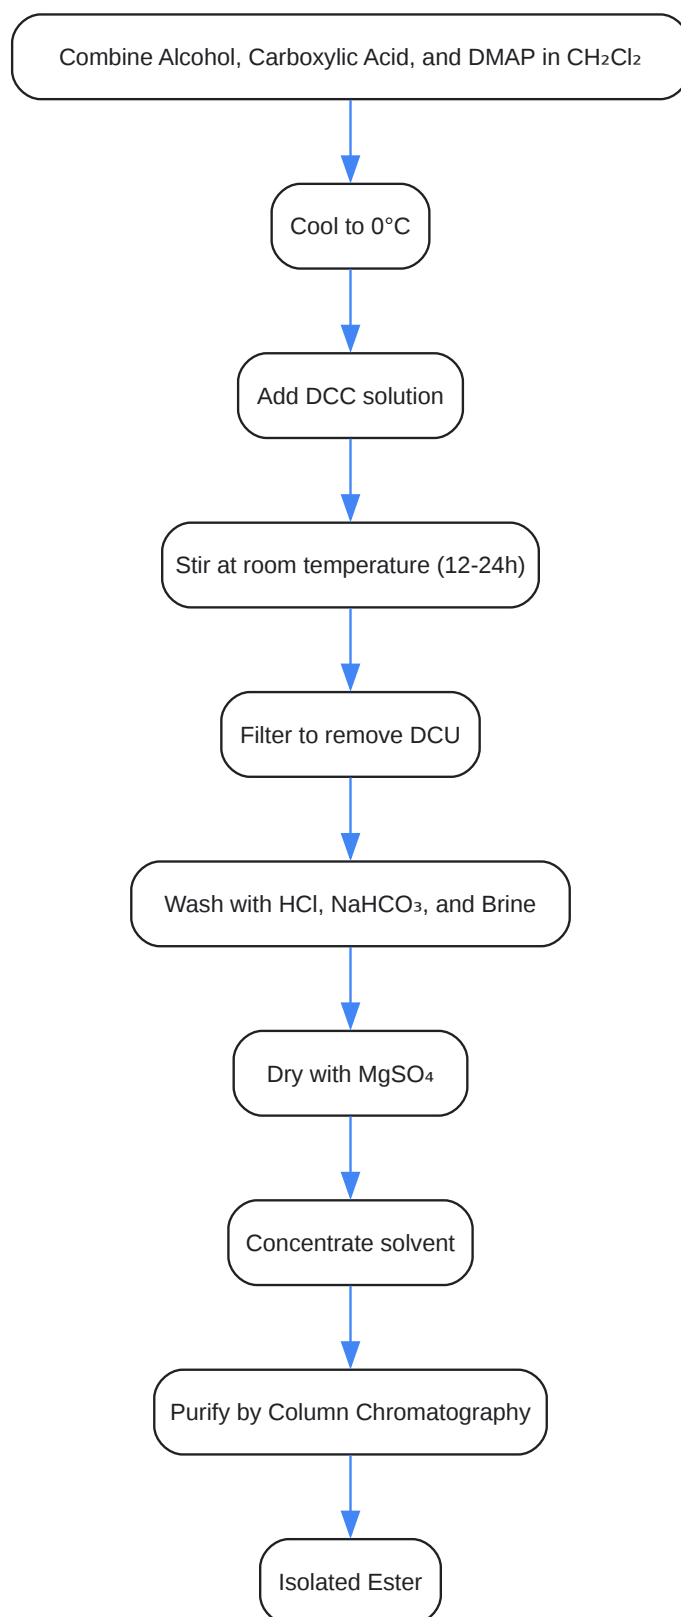 Combine Alcohol, Carboxylic Acid, and DMAP in CH₂Cl₂
Cool to 0°C
Add DCC solution
Stir at room temperature (12-24h)
Filter to remove DCU
Wash with HCl, NaHCO₃, and Brine
Dry with MgSO₄
Concentrate solvent
Purify by Column Chromatography
Isolated Ester